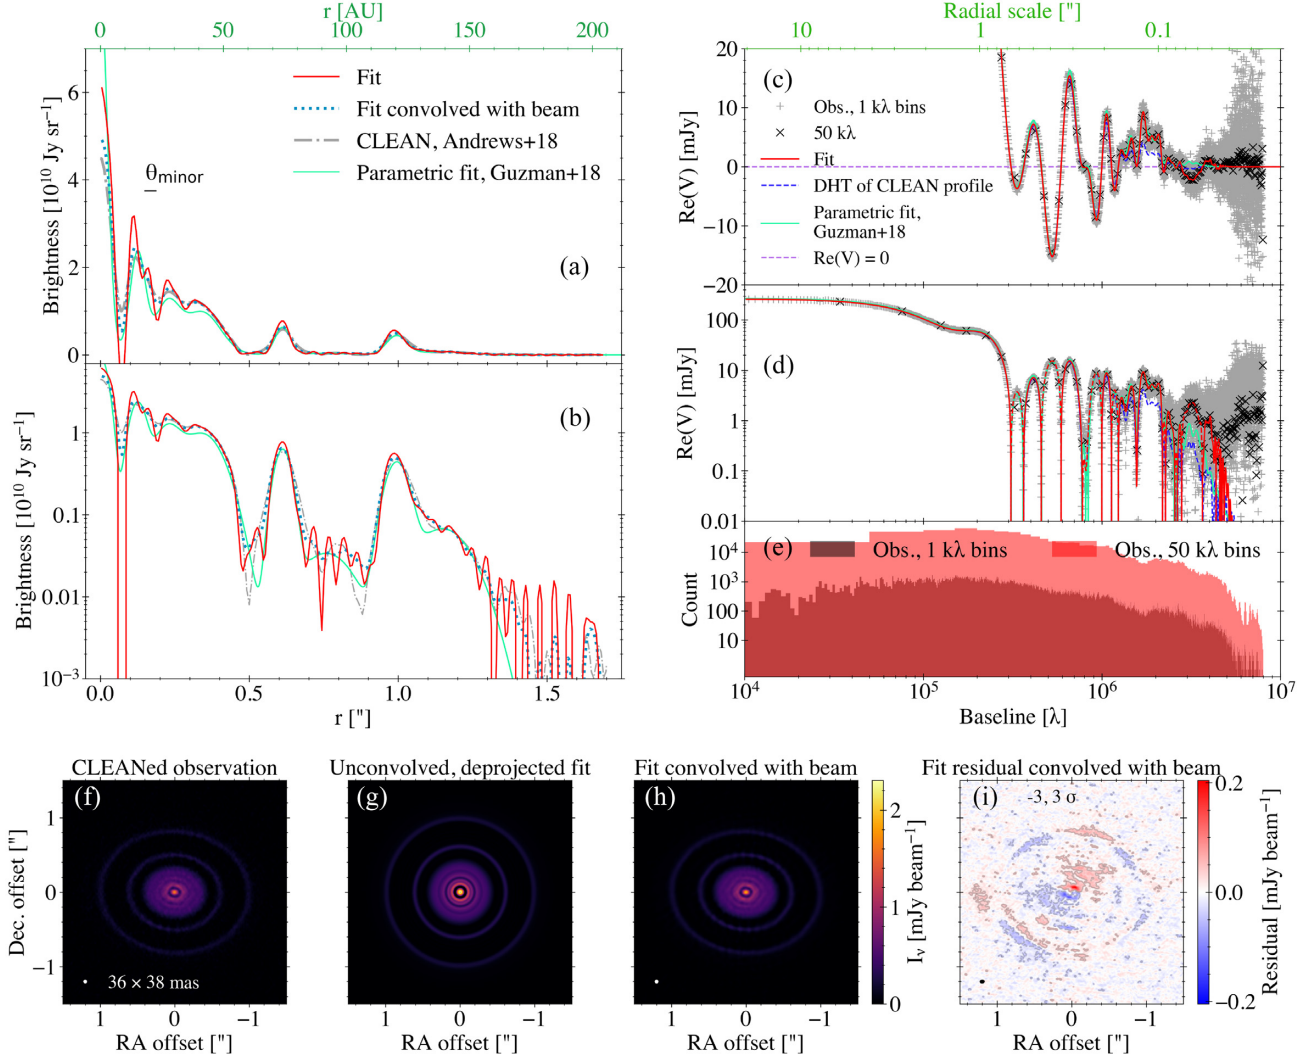 r [AU]
0
50
100
150
200
Fit
Fit convolved with beam
CLEAN, Andrews+18
Parametric fit, Guzman+18
θminor
(a)
6
4
2
0
Brightness [10¹⁰ Jy sr⁻¹]
(b)
1
0.1
0.01
10⁻³
Brightness [10¹⁰ Jy sr⁻¹]
0.0
0.5
1.0
1.5
r ["]
Radial scale ["]
10
1
0.1
(c)
Obs., 1 kλ bins
50 kλ
Fit
DHT of CLEAN profile
Parametric fit,
Guzman+18
Re(V) = 0
20
10
0
−10
−20
Re(V) [mJy]
(d)
100
10
1
0.1
0.01
Re(V) [mJy]
(e)
Obs., 1 kλ bins
Obs., 50 kλ bins
10⁴
10³
100
10
Count
10⁴
10⁵
10⁶
10⁷
Baseline [λ]
CLEANed observation
(f)
36 × 38 mas
1
0
−1
Dec. offset ["]
1
0
−1
RA offset ["]
Unconvolved, deprojected fit
(g)
1
0
−1
RA offset ["]
Fit convolved with beam
(h)
1
0
−1
RA offset ["]
2
1
0
Iν [mJy beam⁻¹]
Fit residual convolved with beam
(i)
-3, 3 σ
1
0
−1
RA offset ["]
0.2
0.0
−0.2
Residual [mJy beam⁻¹]